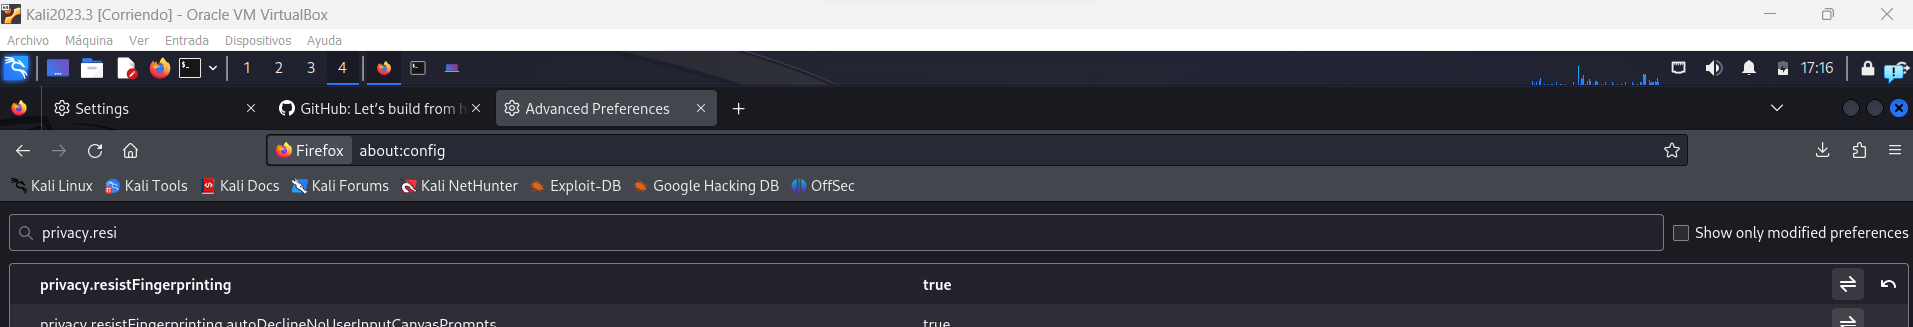 Kali2023.3 [Corriendo] - Oracle VM VirtualBox
Archivo Máquina Ver Entrada Dispositivos Ayuda
1 2 3 4 17:16
Settings GitHub: Let's build from h Advanced Preferences
Firefox about:config
Kali Linux Kali Tools Kali Docs Kali Forums Kali NetHunter Exploit-DB Google Hacking DB OffSec
privacy.resi Show only modified preferences
privacy.resistFingerprinting true
privacy.resistFingerprinting.autoDeclineNoUserInputCanvasPrompts true